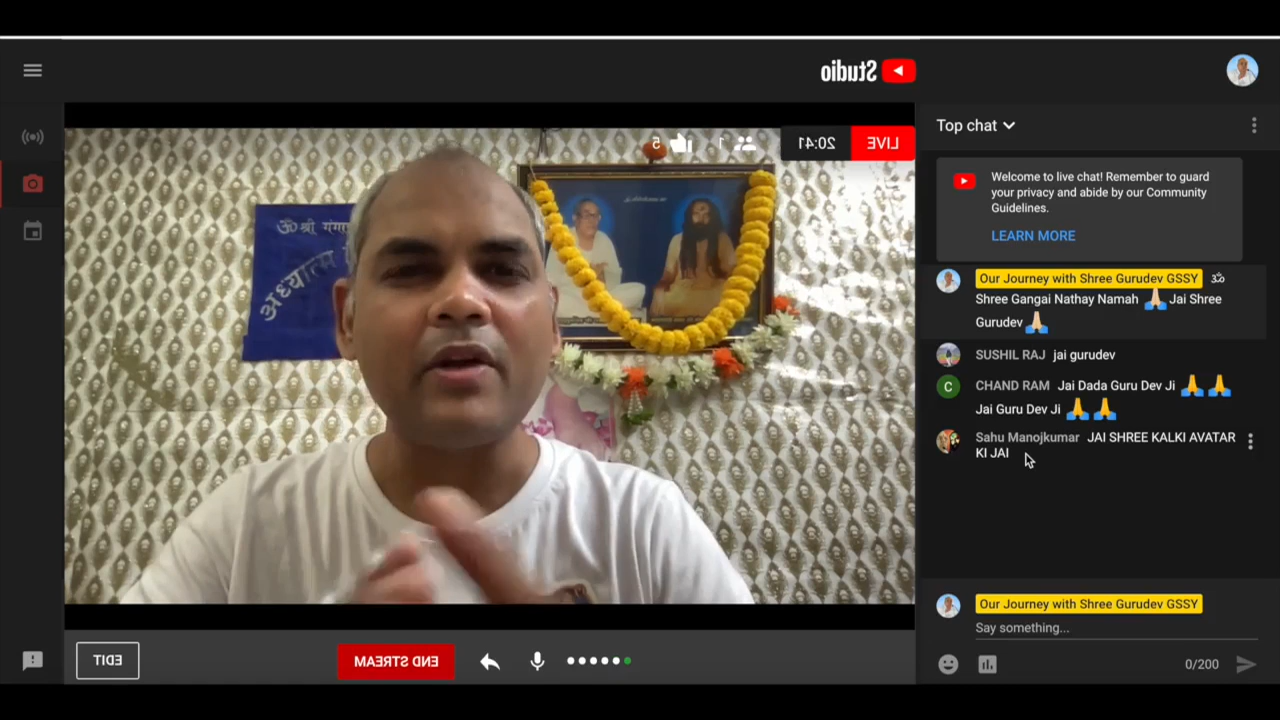 Studio
Top chat
LIVE
20:41
1
5
Welcome to live chat! Remember to guard
your privacy and abide by our Community
Guidelines.
LEARN MORE
Our Journey with Shree Gurudev GSSY 🕉
Shree Gangai Nathay Namah 🙏🏻 Jai Shree
Gurudev 🙏🏻
SUSHIL RAJ jai gurudev
C
CHAND RAM Jai Dada Guru Dev Ji 🙏 🙏
Jai Guru Dev Ji 🙏 🙏
Sahu Manojkumar JAI SHREE KALKI AVATAR
KI JAI
ॐ श्री गंगा
अध्यात्म
Our Journey with Shree Gurudev GSSY
Say something...
0/200
EDIT
END STREAM